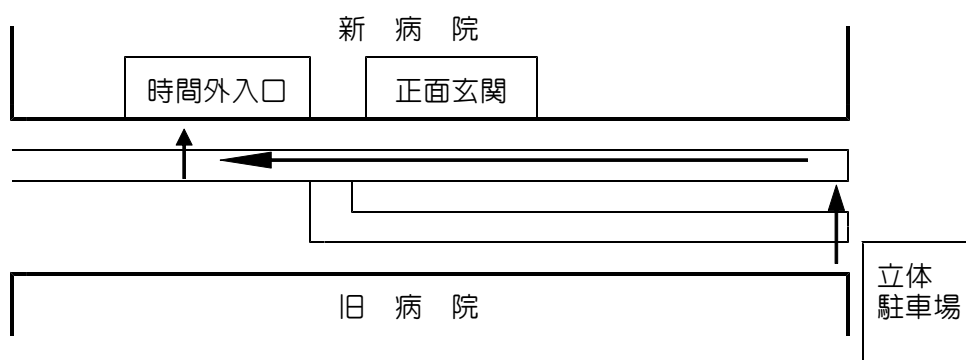 新 病 院
時間外入口
正面玄関
旧 病 院
立体
駐車場